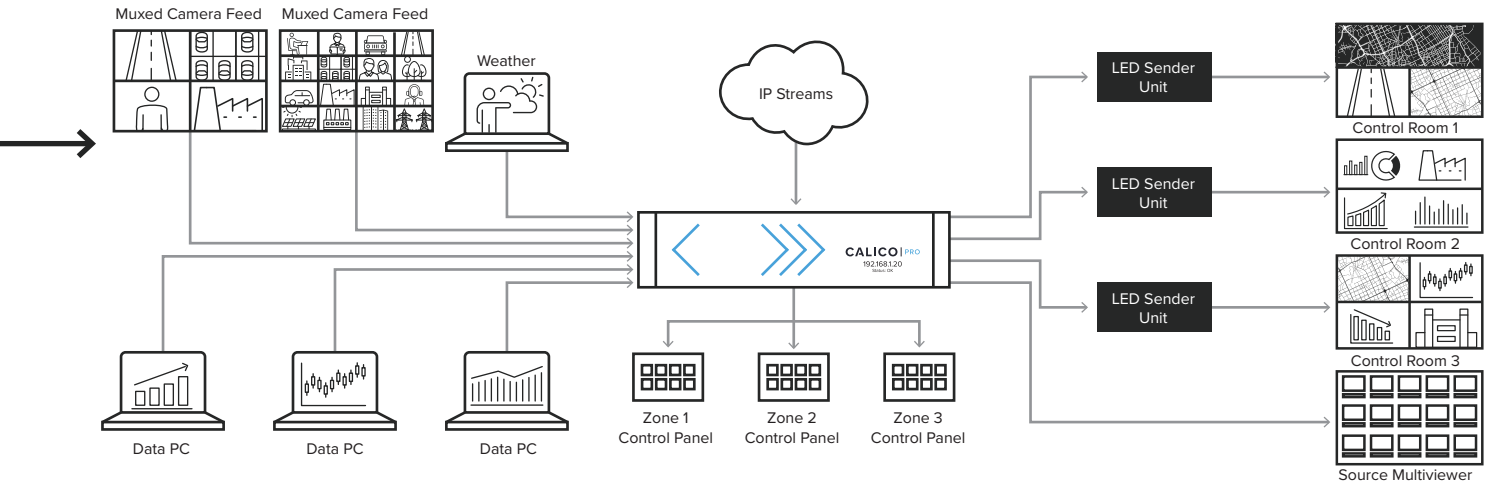 Muxed Camera Feed
Muxed Camera Feed
Weather
IP Streams
LED Sender
Unit
Control Room 1
LED Sender
Unit
Control Room 2
CALICO | PRO
192.168.1.20
Status: OK
LED Sender
Unit
Control Room 3
Data PC
Data PC
Data PC
Zone 1
Control Panel
Zone 2
Control Panel
Zone 3
Control Panel
Source Multiviewer